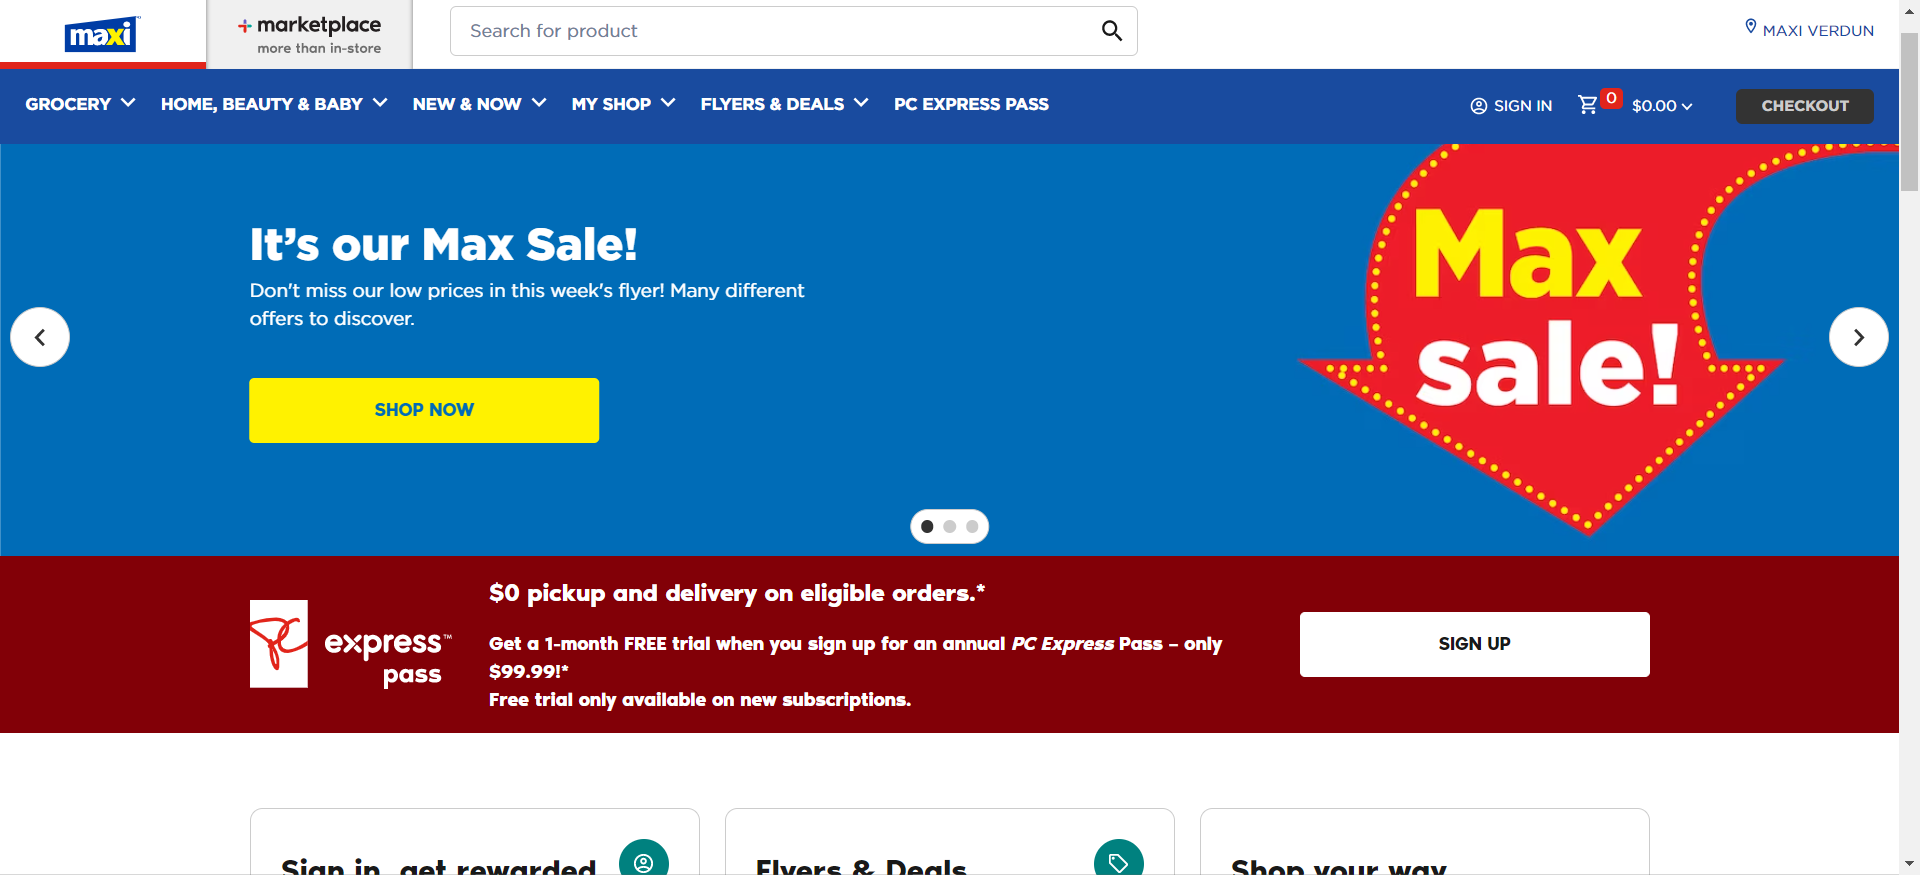 maxi
marketplace
more than in-store
Search for product
MAXI VERDUN
GROCERY
HOME, BEAUTY & BABY
NEW & NOW
MY SHOP
FLYERS & DEALS
PC EXPRESS PASS
SIGN IN
0
$0.00
CHECKOUT
It's our Max Sale!
Don't miss our low prices in this week's flyer! Many different
offers to discover.
SHOP NOW
Max
sale!
PC
express™
pass
$0 pickup and delivery on eligible orders.*
Get a 1-month FREE trial when you sign up for an annual PC Express Pass – only
$99.99!*
Free trial only available on new subscriptions.
SIGN UP
Sign in, get rewarded
Flyers & Deals
Shop your way